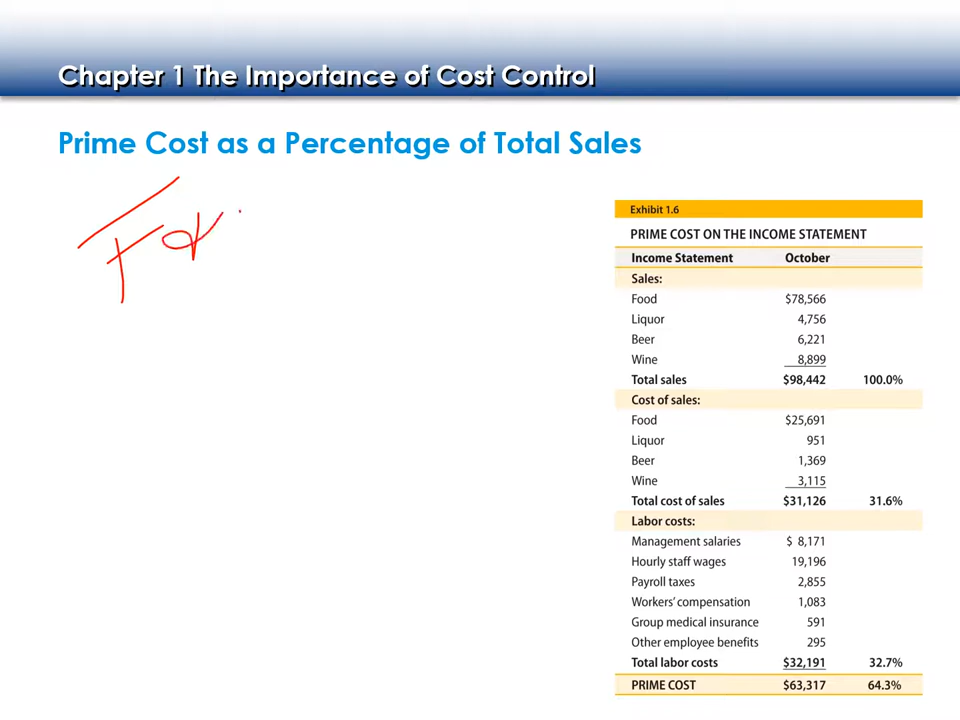 Chapter 1 The Importance of Cost Control
Prime Cost as a Percentage of Total Sales
Exhibit 1.6
PRIME COST ON THE INCOME STATEMENT
Income Statement October
Sales:
Food $78,566
Liquor 4,756
Beer 6,221
Wine 8,899
Total sales $98,442 100.0%
Cost of sales:
Food $25,691
Liquor 951
Beer 1,369
Wine 3,115
Total cost of sales $31,126 31.6%
Labor costs:
Management salaries $ 8,171
Hourly staff wages 19,196
Payroll taxes 2,855
Workers' compensation 1,083
Group medical insurance 591
Other employee benefits 295
Total labor costs $32,191 32.7%
PRIME COST $63,317 64.3%